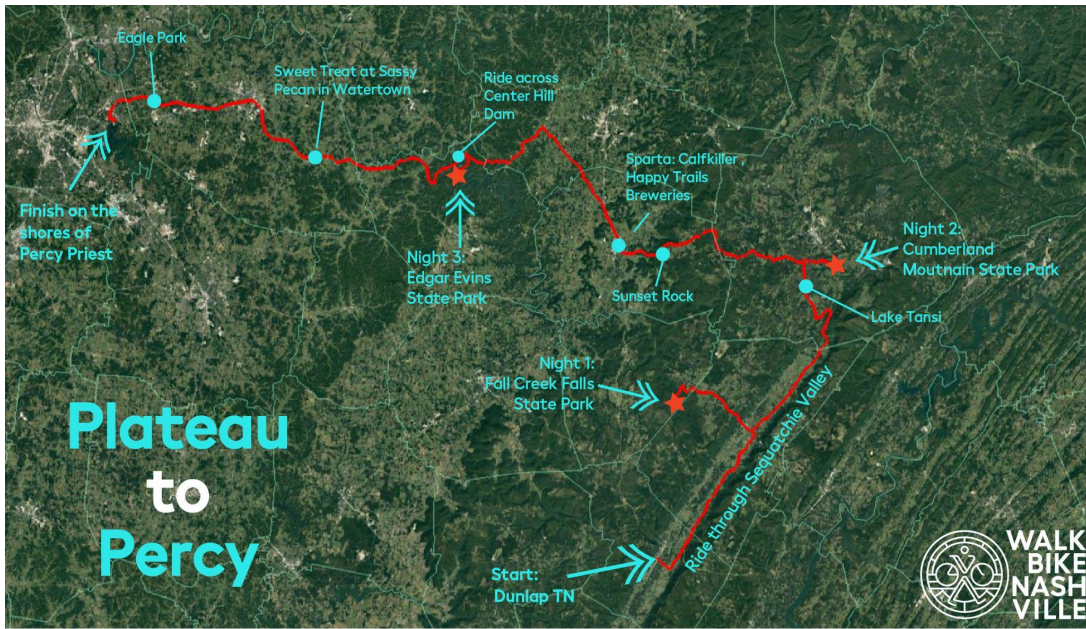 Eagle Park
Sweet Treat at Sassy
Pecan in Watertown
Ride across
Center Hill
Dam
Sparta: Calfkiller,
Happy Trails
Breweries
Finish on the
shores of
Percy Priest
Night 3:
Edgar Evins
State Park
Night 2:
Cumberland
Moutnain State Park
Sunset Rock
Lake Tansi
Night 1:
Fall Creek Falls
State Park
Ride through Sequatchie Valley
Plateau
to
Percy
Start:
Dunlap TN
WALK
BIKE
NASH
VILLE